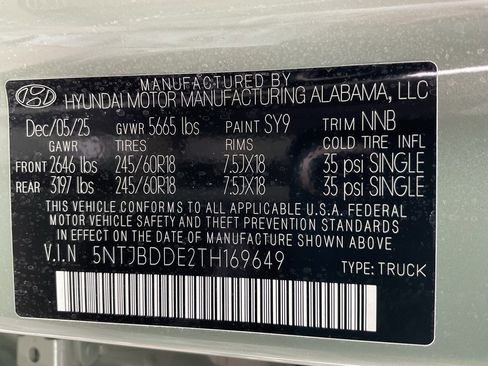 MANUFACTURED BY
HYUNDAI MOTOR MANUFACTURING ALABAMA, LLC
Dec/05/25 GVWR 5665 lbs PAINT SY9 TRIM NNB
GAWR TIRES RIMS COLD TIRE INFL
FRONT 2646 lbs 245/60R18 7.5JX18 35 psi SINGLE
REAR 3197 lbs 245/60R18 7.5JX18 35 psi SINGLE
THIS VEHICLE CONFORMS TO ALL APPLICABLE U.S.A. FEDERAL
MOTOR VEHICLE SAFETY AND THEFT PREVENTION STANDARDS
IN EFFECT ON THE DATE OF MANUFACTURE SHOWN ABOVE.
V.I.N 5NTJBDDE2TH169649
TYPE: TRUCK